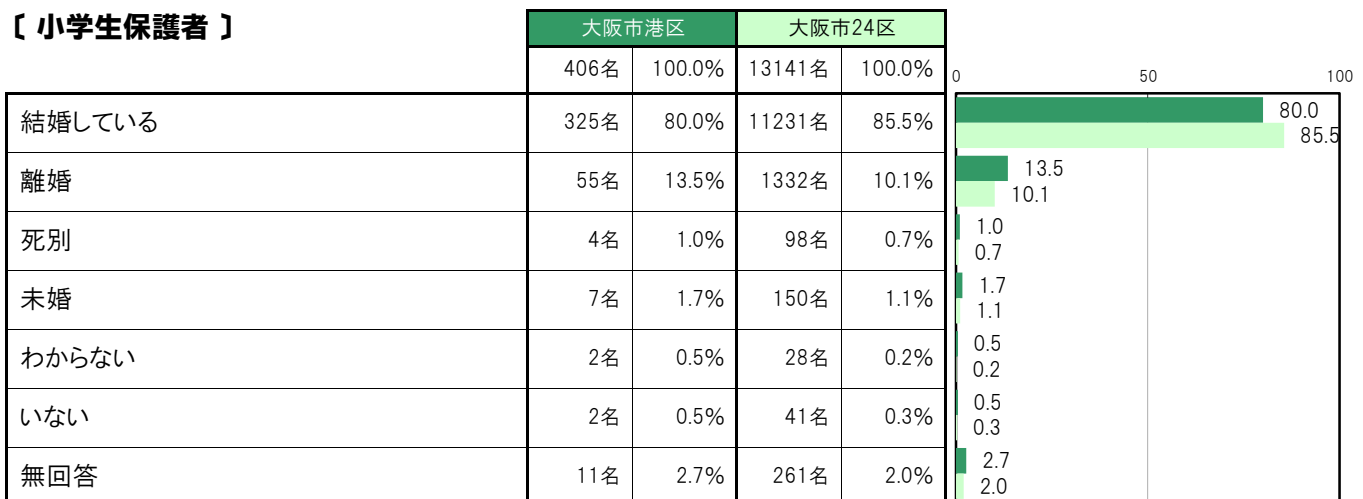 〔 小学生保護者 〕
大阪市港区 大阪市24区
406名 100.0% 13141名 100.0%
0 50 100
結婚している 325名 80.0% 11231名 85.5%
80.0
85.5
離婚 55名 13.5% 1332名 10.1%
13.5
10.1
死別 4名 1.0% 98名 0.7%
1.0
0.7
未婚 7名 1.7% 150名 1.1%
1.7
1.1
わからない 2名 0.5% 28名 0.2%
0.5
0.2
いない 2名 0.5% 41名 0.3%
0.5
0.3
無回答 11名 2.7% 261名 2.0%
2.7
2.0